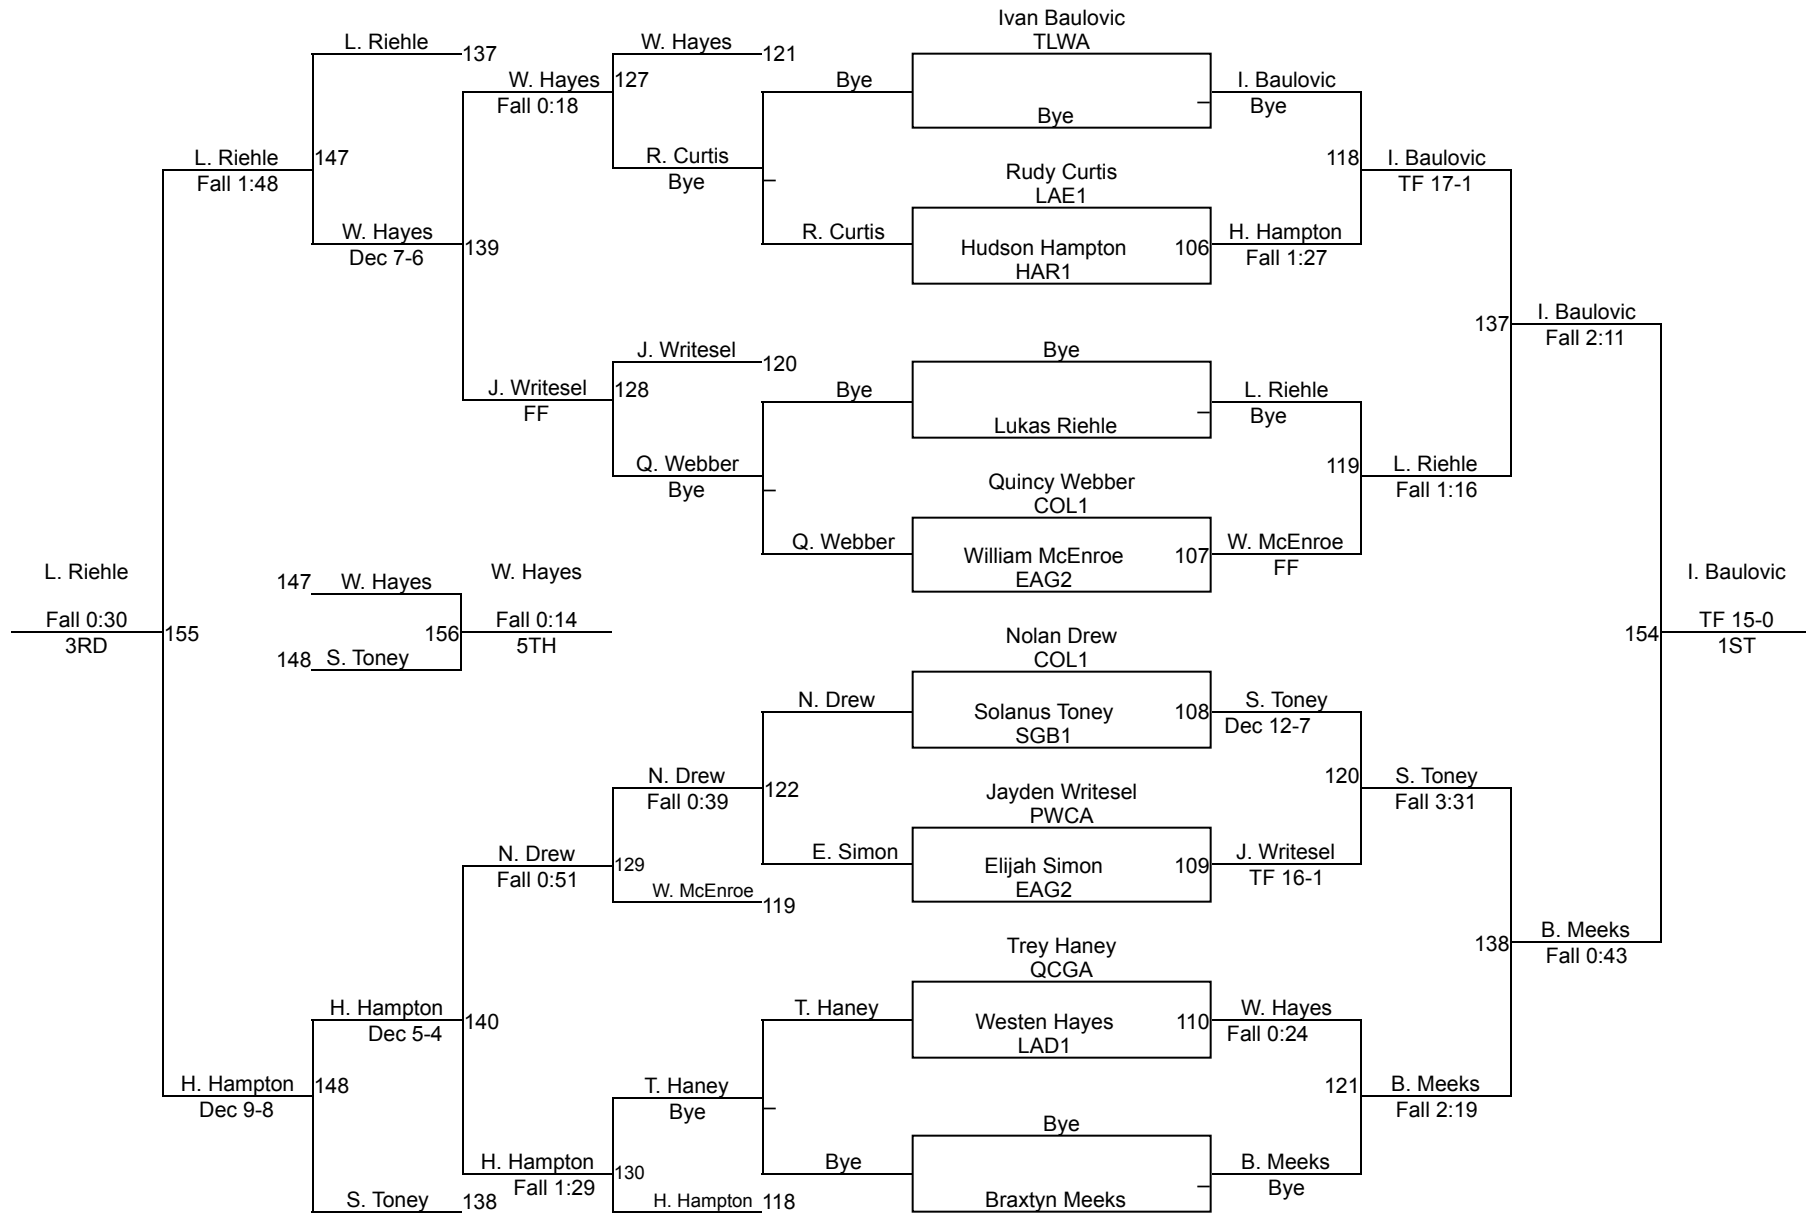 Ivan Baulovic
TLWA
L. Riehle
137
W. Hayes
121
W. Hayes
127
Fall 0:18
Bye
Bye
I. Baulovic
Bye
L. Riehle
147
Fall 1:48
R. Curtis
Bye
Rudy Curtis
LAE1
118
I. Baulovic
TF 17-1
W. Hayes
139
Dec 7-6
R. Curtis
Hudson Hampton
106
HAR1
H. Hampton
Fall 1:27
137
I. Baulovic
Fall 2:11
J. Writesel
120
J. Writesel
128
FF
Bye
Bye
Lukas Riehle
L. Riehle
Bye
Q. Webber
Bye
Quincy Webber
COL1
119
L. Riehle
Fall 1:16
Q. Webber
William McEnroe
107
EAG2
W. McEnroe
FF
L. Riehle
Fall 0:30
3RD
155
147
W. Hayes
148
S. Toney
156
W. Hayes
Fall 0:14
5TH
I. Baulovic
154
TF 15-0
1ST
Nolan Drew
COL1
N. Drew
Solanus Toney
108
SGB1
S. Toney
Dec 12-7
N. Drew
122
Fall 0:39
Jayden Writesel
PWCA
120
S. Toney
Fall 3:31
N. Drew
129
Fall 0:51
E. Simon
Elijah Simon
109
EAG2
J. Writesel
TF 16-1
W. McEnroe
119
138
B. Meeks
Fall 0:43
Trey Haney
QCGA
H. Hampton
140
Dec 5-4
T. Haney
Westen Hayes
110
LAD1
W. Hayes
Fall 0:24
H. Hampton
148
Dec 9-8
T. Haney
Bye
121
B. Meeks
Fall 2:19
H. Hampton
130
Fall 1:29
Bye
Bye
Braxtyn Meeks
B. Meeks
Bye
S. Toney
138
H. Hampton
118